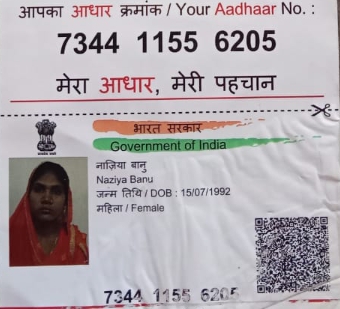 आपका आधार क्रमांक / Your Aadhaar No. :
7344 1155 6205
मेरा आधार, मेरी पहचान
भारत सरकार
Government of India
नाज़िया बानु
Naziya Banu
जन्म तिथि / DOB : 15/07/1992
महिला / Female
7344 1155 6205